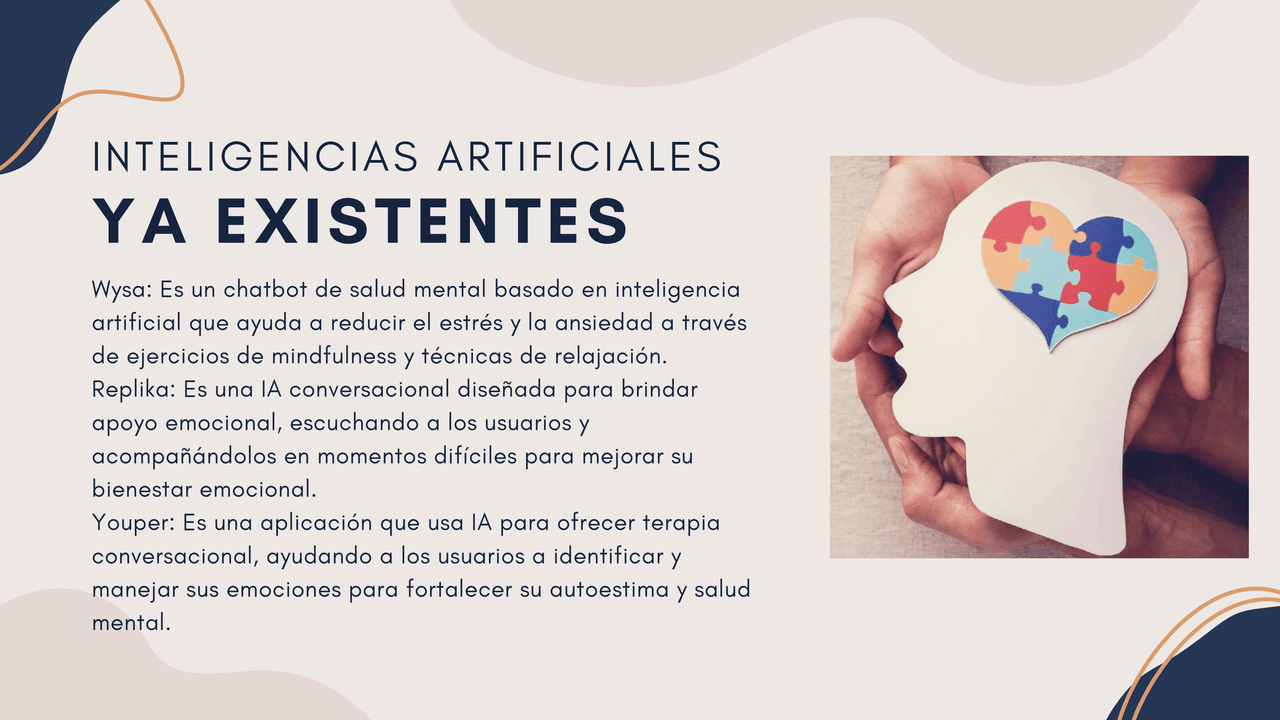 INTELIGENCIAS ARTIFICIALES
YA EXISTENTES
Wysa: Es un chatbot de salud mental basado en inteligencia
artificial que ayuda a reducir el estrés y la ansiedad a través
de ejercicios de mindfulness y técnicas de relajación.
Replika: Es una IA conversacional diseñada para brindar
apoyo emocional, escuchando a los usuarios y
acompañándolos en momentos difíciles para mejorar su
bienestar emocional.
Youper: Es una aplicación que usa IA para ofrecer terapia
conversacional, ayudando a los usuarios a identificar y
manejar sus emociones para fortalecer su autoestima y salud
mental.